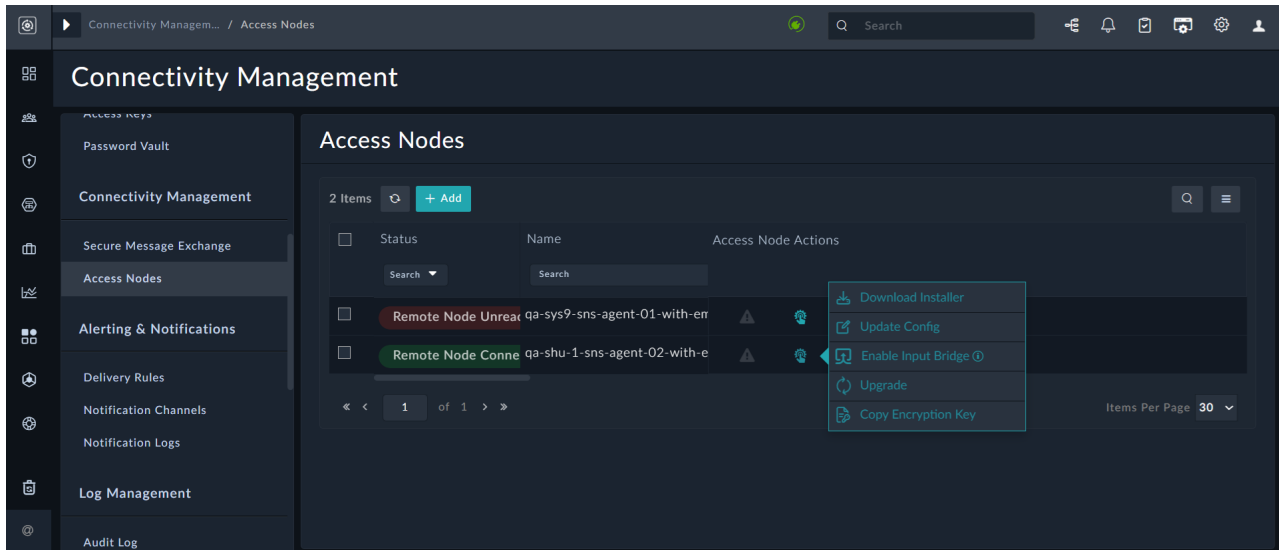 Connectivity Managem... / Access Nodes
Search
Connectivity Management
Access Keys
Password Vault
Connectivity Management
Secure Message Exchange
Access Nodes
Alerting & Notifications
Delivery Rules
Notification Channels
Notification Logs
Log Management
Audit Log
@
Access Nodes
2 Items + Add
Status Name Access Node Actions
Search Search
Remote Node Unreac qa-sys9-sns-agent-01-with-em
Remote Node Conne qa-shu-1-sns-agent-02-with-e
Download Installer
Update Config
Enable Input Bridge
Upgrade
Copy Encryption Key
« < 1 of 1 > »
Items Per Page 30